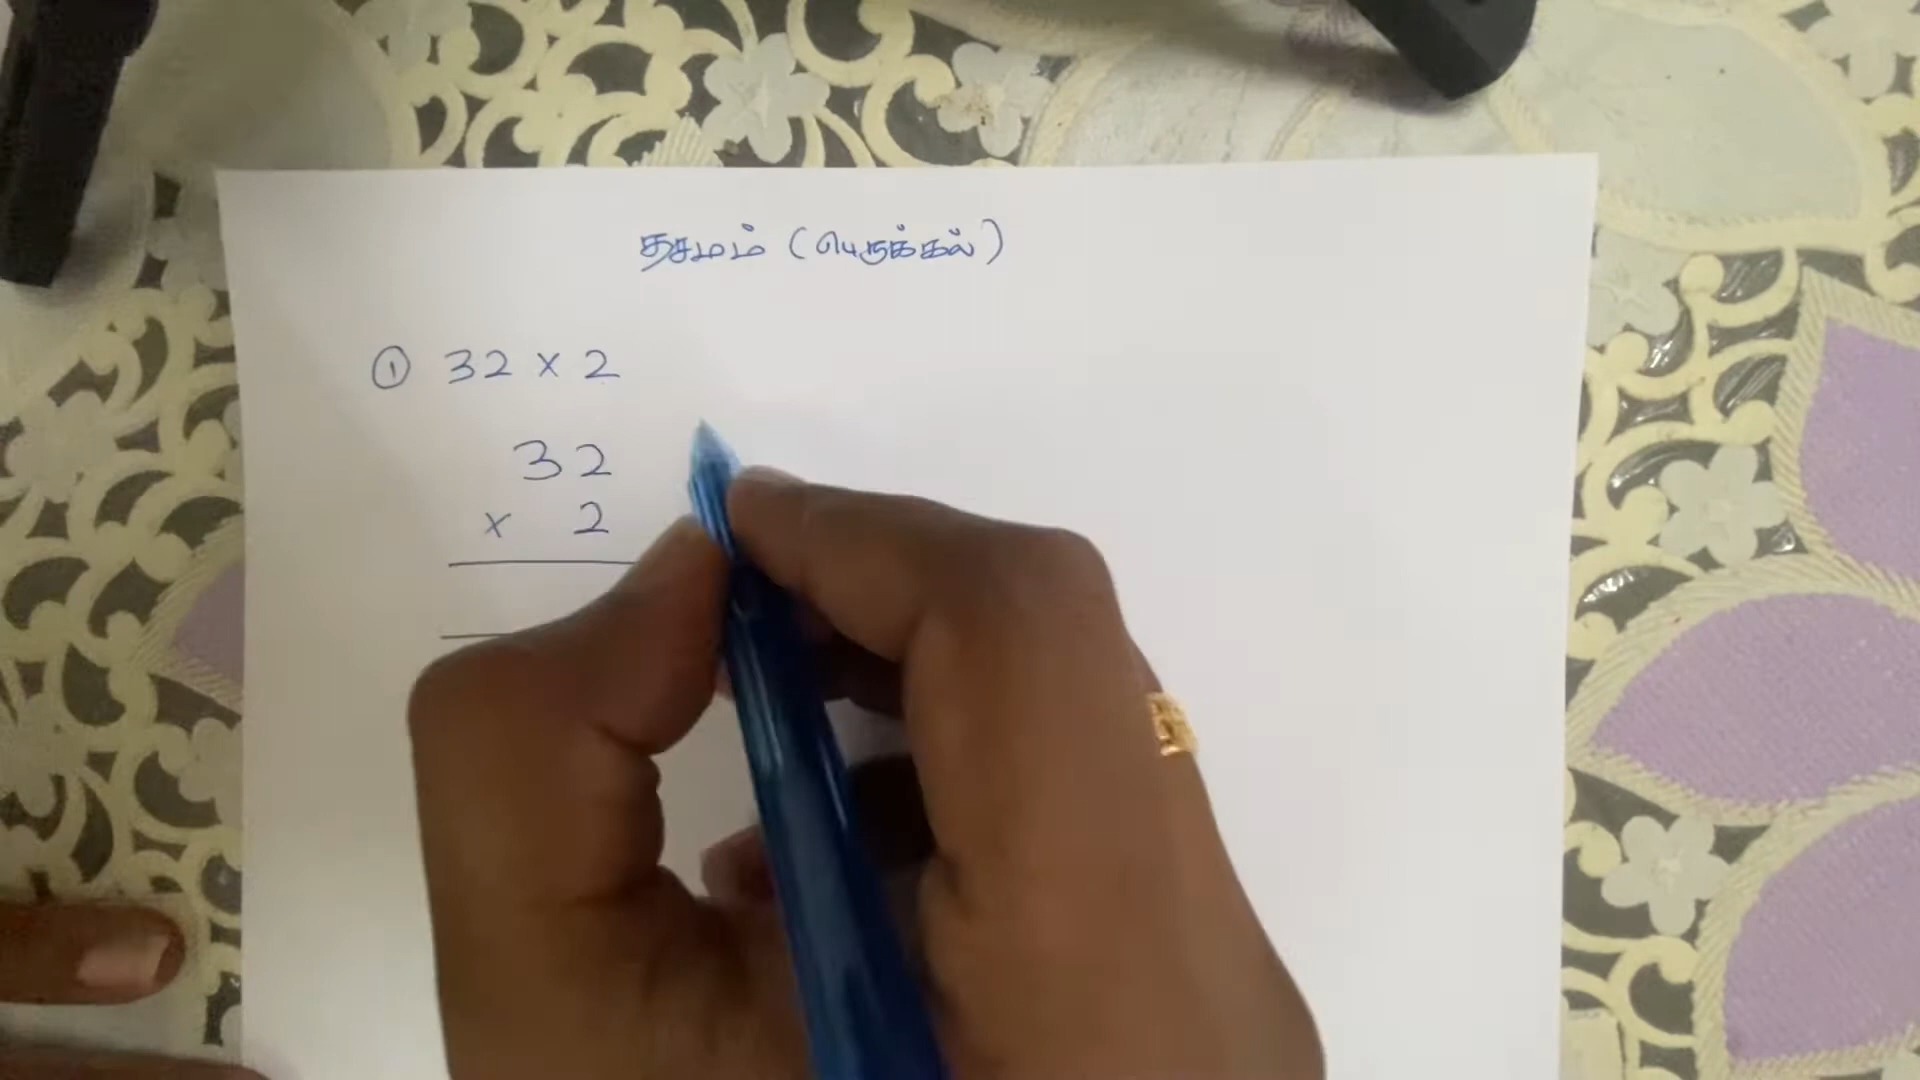 தசமம் (பெருக்கல்)
① 32 × 2
32
× 2